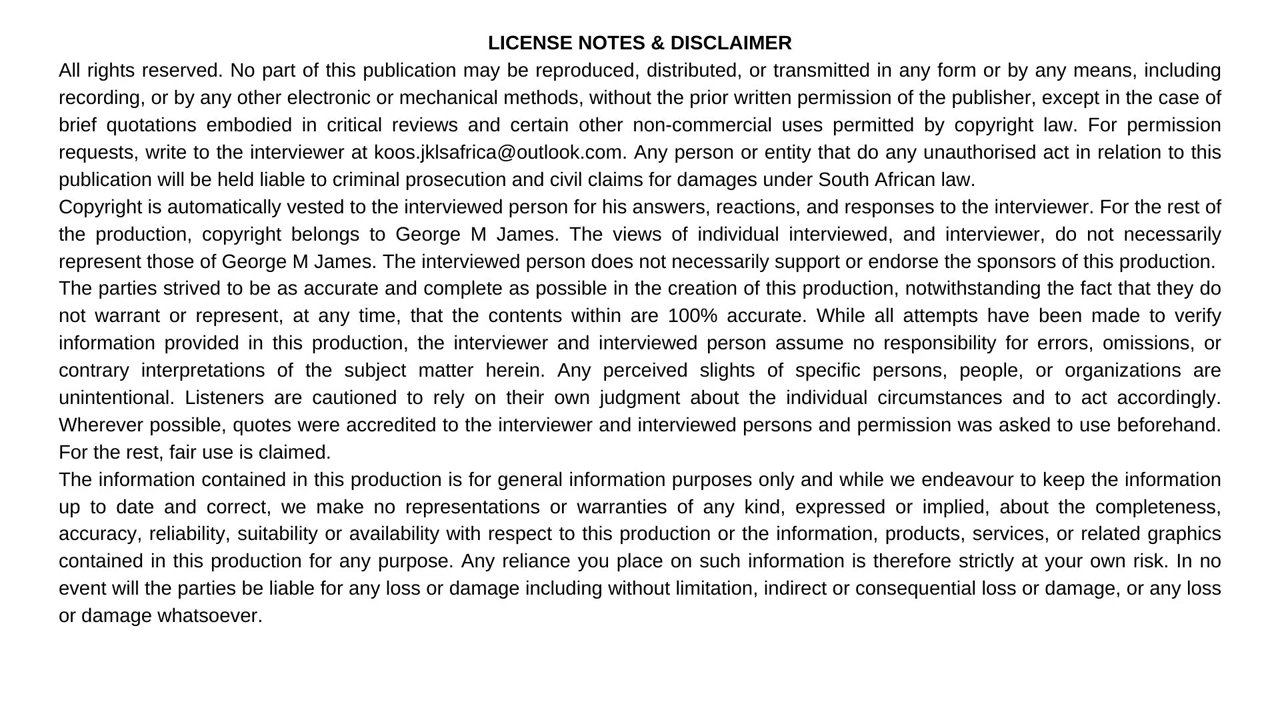 LICENSE NOTES & DISCLAIMER
All rights reserved. No part of this publication may be reproduced, distributed, or transmitted in any form or by any means, including
recording, or by any other electronic or mechanical methods, without the prior written permission of the publisher, except in the case of
brief quotations embodied in critical reviews and certain other non-commercial uses permitted by copyright law. For permission
requests, write to the interviewer at koos.jklsafrica@outlook.com. Any person or entity that do any unauthorised act in relation to this
publication will be held liable to criminal prosecution and civil claims for damages under South African law.
Copyright is automatically vested to the interviewed person for his answers, reactions, and responses to the interviewer. For the rest of
the production, copyright belongs to George M James. The views of individual interviewed, and interviewer, do not necessarily
represent those of George M James. The interviewed person does not necessarily support or endorse the sponsors of this production.
The parties strived to be as accurate and complete as possible in the creation of this production, notwithstanding the fact that they do
not warrant or represent, at any time, that the contents within are 100% accurate. While all attempts have been made to verify
information provided in this production, the interviewer and interviewed person assume no responsibility for errors, omissions, or
contrary interpretations of the subject matter herein. Any perceived slights of specific persons, people, or organizations are
unintentional. Listeners are cautioned to rely on their own judgment about the individual circumstances and to act accordingly.
Wherever possible, quotes were accredited to the interviewer and interviewed persons and permission was asked to use beforehand.
For the rest, fair use is claimed.
The information contained in this production is for general information purposes only and while we endeavour to keep the information
up to date and correct, we make no representations or warranties of any kind, expressed or implied, about the completeness,
accuracy, reliability, suitability or availability with respect to this production or the information, products, services, or related graphics
contained in this production for any purpose. Any reliance you place on such information is therefore strictly at your own risk. In no
event will the parties be liable for any loss or damage including without limitation, indirect or consequential loss or damage, or any loss
or damage whatsoever.